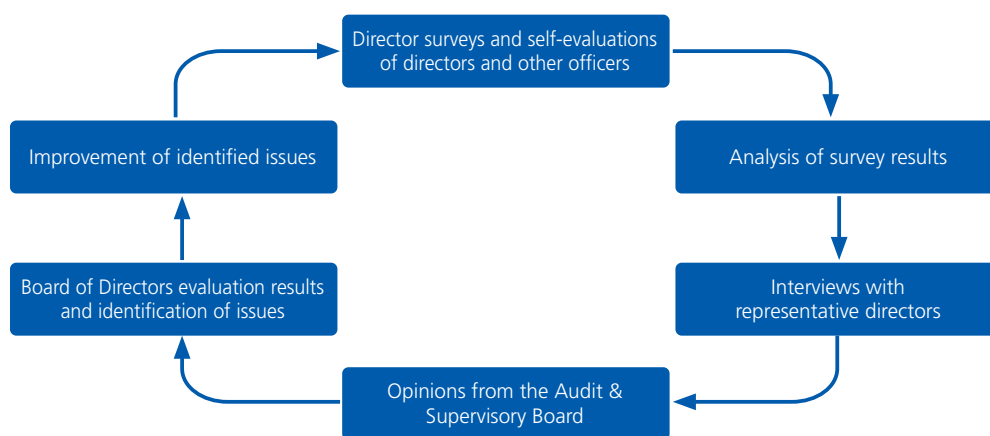 Director surveys and self-evaluations
of directors and other officers
Analysis of survey results
Interviews with
representative directors
Opinions from the Audit &
Supervisory Board
Board of Directors evaluation results
and identification of issues
Improvement of identified issues